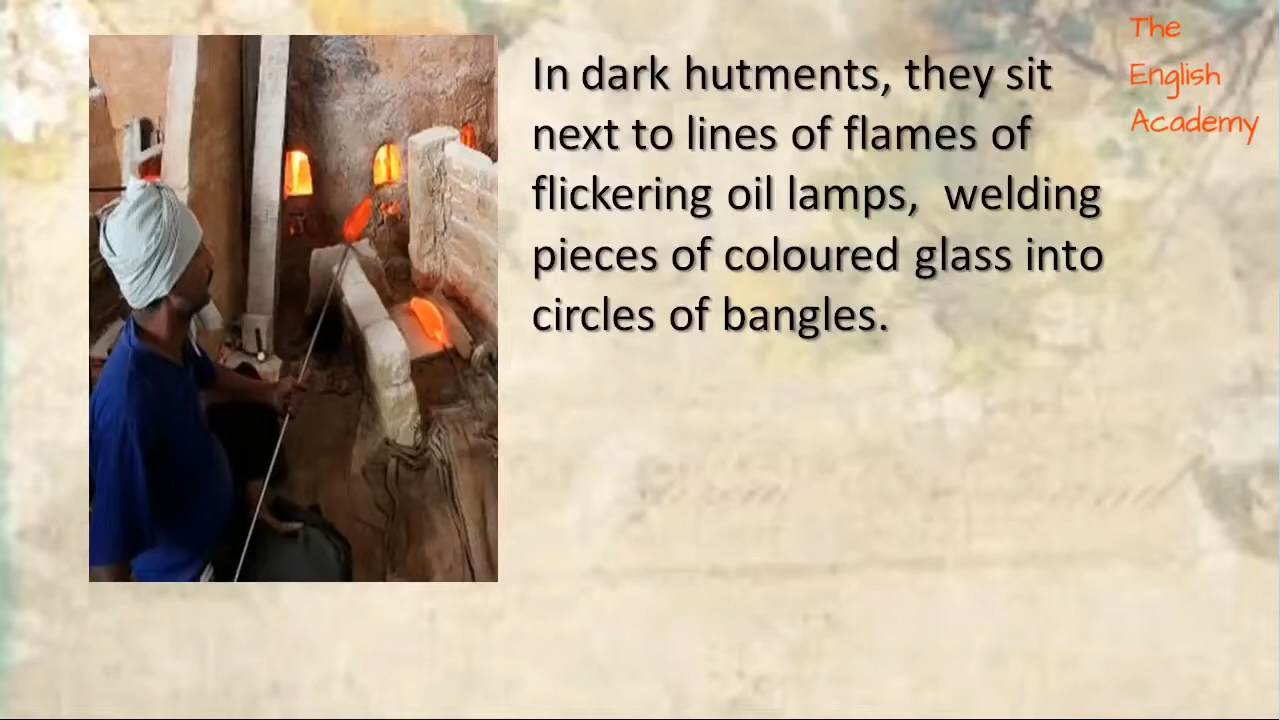 The
English
Academy
In dark hutments, they sit
next to lines of flames of
flickering oil lamps,  welding
pieces of coloured glass into
circles of bangles.